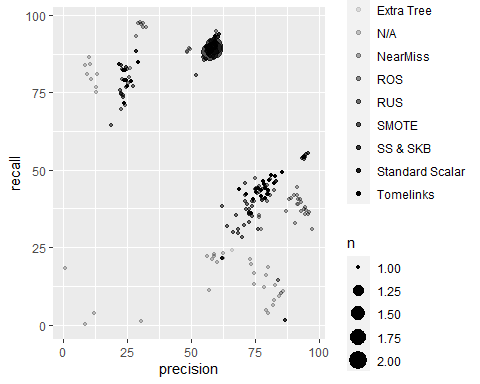 100
75
50
25
0
recall
0
25
50
75
100
precision
Extra Tree
N/A
NearMiss
ROS
RUS
SMOTE
SS & SKB
Standard Scalar
Tomelinks
n
1.00
1.25
1.50
1.75
2.00